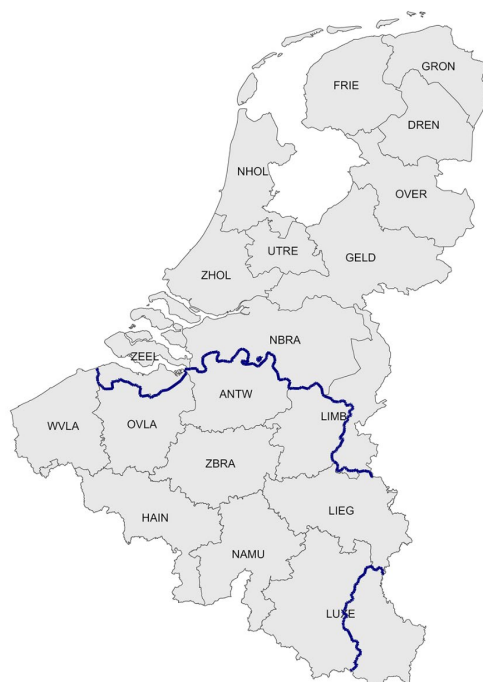 GRON
FRIE
DREN
NHOL
OVER
UTRE
GELD
ZHOL
NBRA
ZEEL
ANTW
LIMB
WVLA
OVLA
ZBRA
LIEG
HAIN
NAMU
LUXE